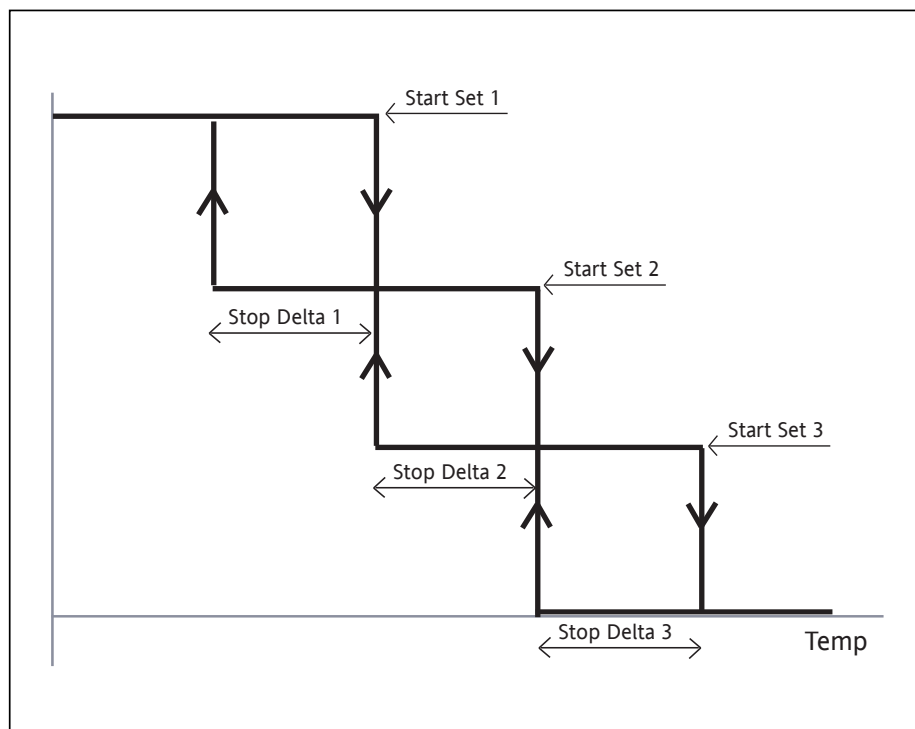 Start Set 1
Start Set 2
Stop Delta 1
Start Set 3
Stop Delta 2
Stop Delta 3
Temp